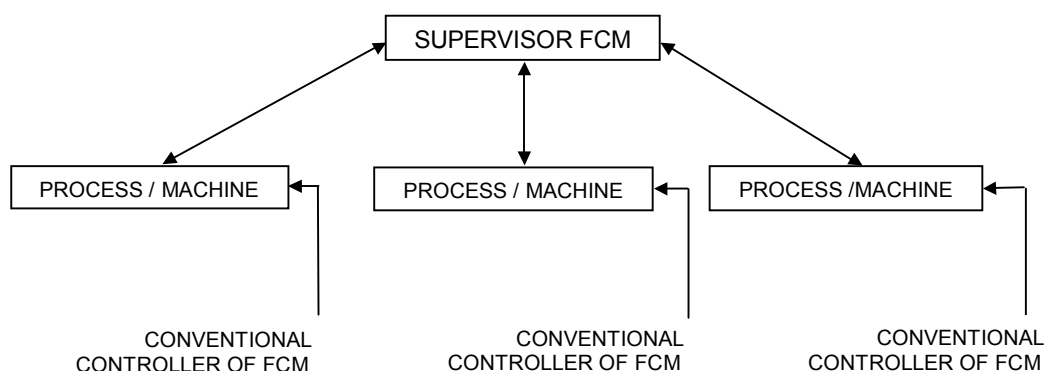 SUPERVISOR FCM
PROCESS / MACHINE
PROCESS / MACHINE
PROCESS /MACHINE
CONVENTIONAL
CONTROLLER OF FCM
CONVENTIONAL
CONTROLLER OF FCM
CONVENTIONAL
CONTROLLER OF FCM